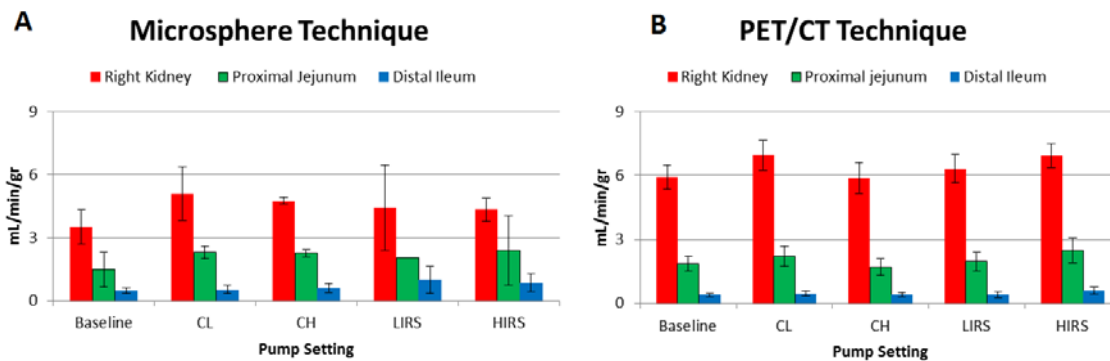 A
Microsphere Technique
Right Kidney Proximal Jejunum Distal Ileum
9
6
3
0
mL/min/gr
Baseline CL CH LIRS HIRS
Pump Setting
B
PET/CT Technique
Right Kidney Proximal jejunum Distal Ileum
9
6
3
0
mL/min/gr
Baseline CL CH LIRS HIRS
Pump Setting